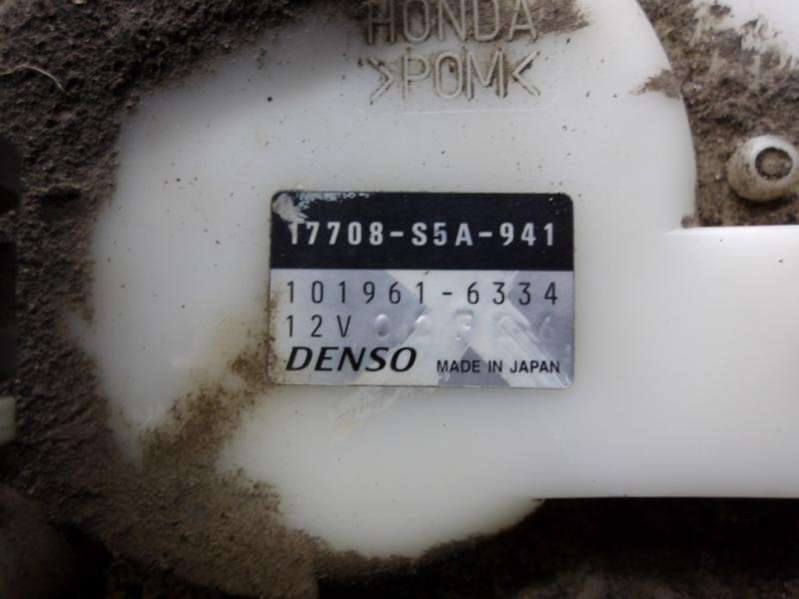 HONDA
>POM<
17708-S5A-941
101961-6334
12V
DENSO MADE IN JAPAN